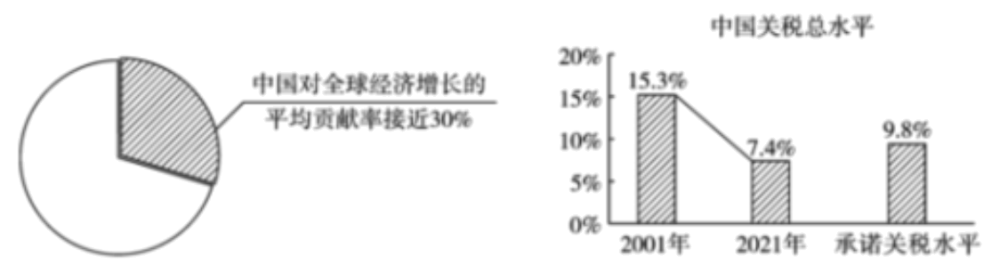 中国对全球经济增长的
平均贡献率接近30%
中国关税总水平
20%
15%
10%
5%
0%
15.3%
7.4%
9.8%
2001年
2021年
承诺关税水平